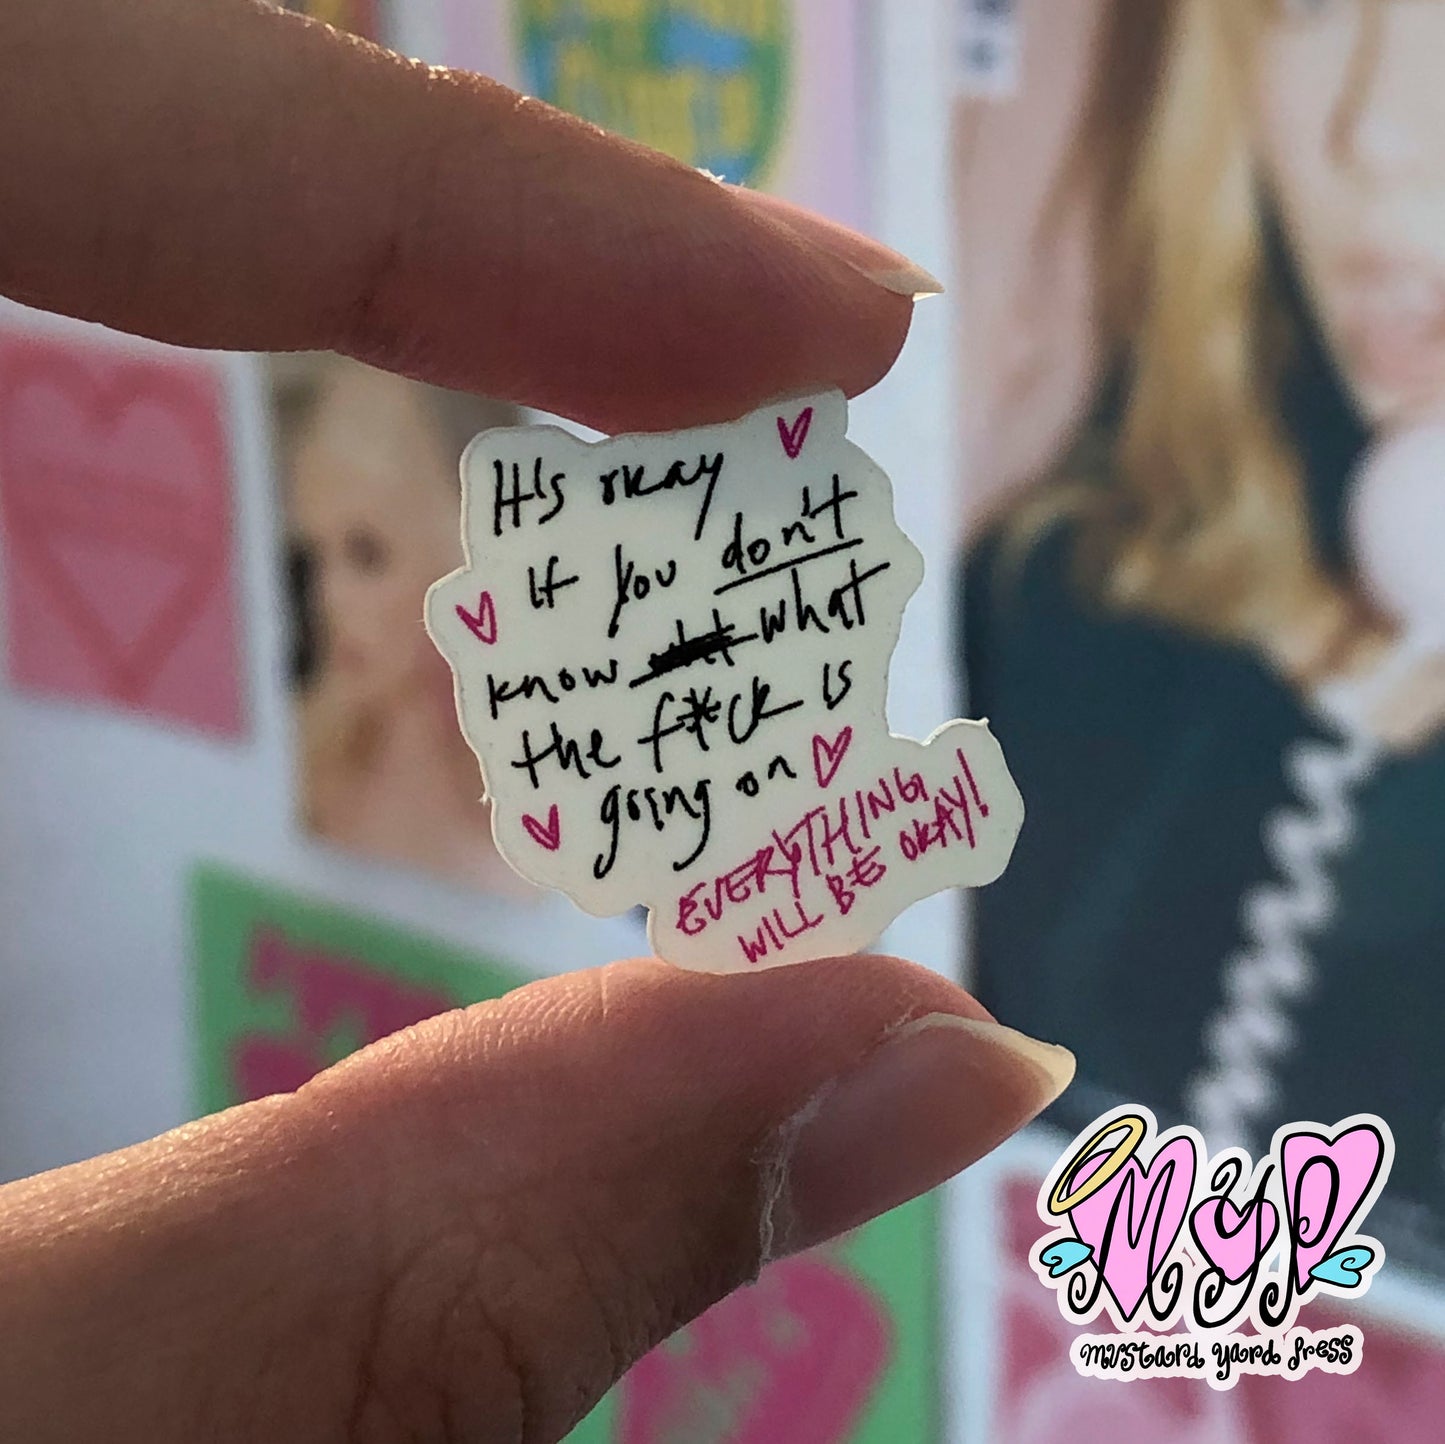 It's okay
if you don't
know what
the f*ck is
going on
EVERYTHING
WILL BE OKAY!
MYP
mustard yard press